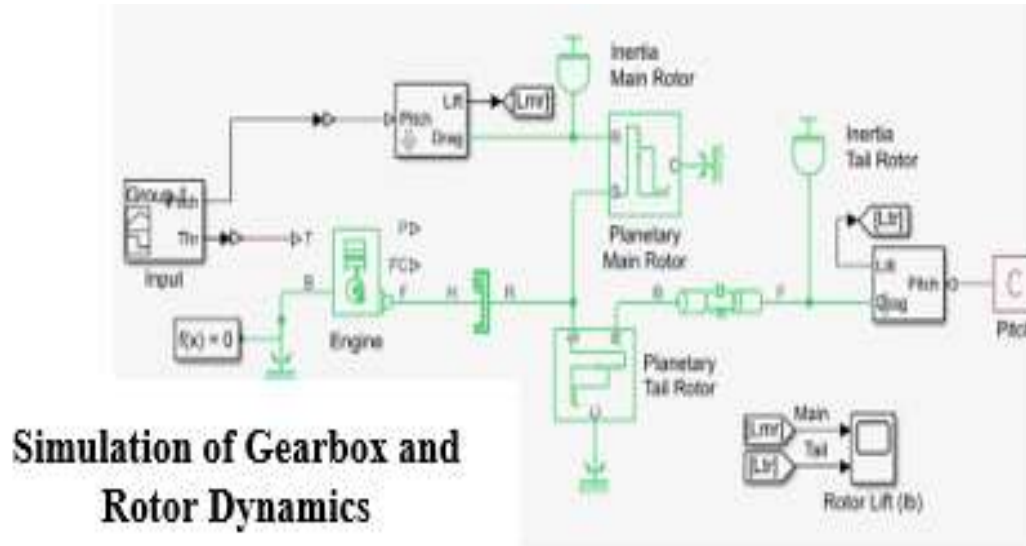 Inertia
Main Rotor
Lift
[Lmr]
Pitch
Drag
Inertia
Tail Rotor
R
C
S
Group 1
Pitch
Thr
Input
T
P
FC
[Ltr]
Planetary
Main Rotor
Lift
Pitch
Drag
C
Pitc
B
F
H
R
B
F
f(x) = 0
Engine
Planetary
Tail Rotor
Simulation of Gearbox and
Rotor Dynamics
[Lmr]
Main
[Ltr]
Tail
Rotor Lift (lb)